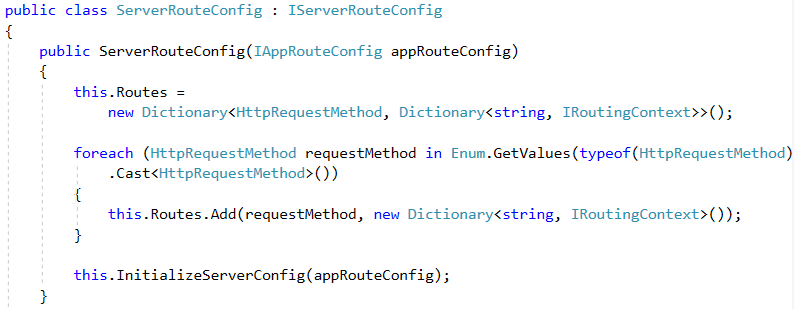 public class ServerRouteConfig : IServerRouteConfig
{
    public ServerRouteConfig(IAppRouteConfig appRouteConfig)
    {
        this.Routes =
            new Dictionary<HttpRequestMethod, Dictionary<string, IRoutingContext>>();
        foreach (HttpRequestMethod requestMethod in Enum.GetValues(typeof(HttpRequestMethod)
            .Cast<HttpRequestMethod>())
        {
            this.Routes.Add(requestMethod, new Dictionary<string, IRoutingContext>());
        }
        this.InitializeServerConfig(appRouteConfig);
    }